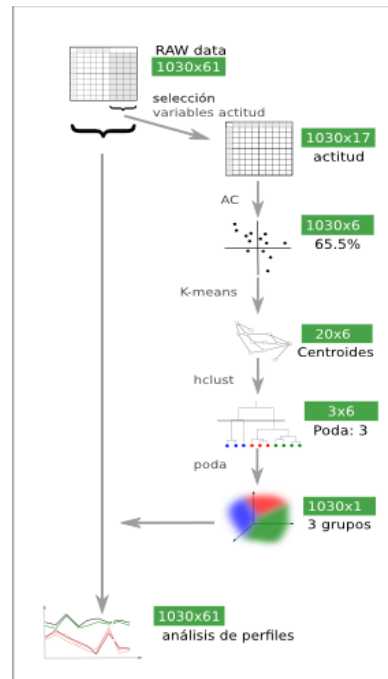 RAW data
1030x61
selección
variables actitud
1030x17
actitud
AC
1030x6
65.5%
K-means
20x6
Centroides
hclust
3x6
Poda: 3
poda
1030x1
3 grupos
1030x61
análisis de perfiles